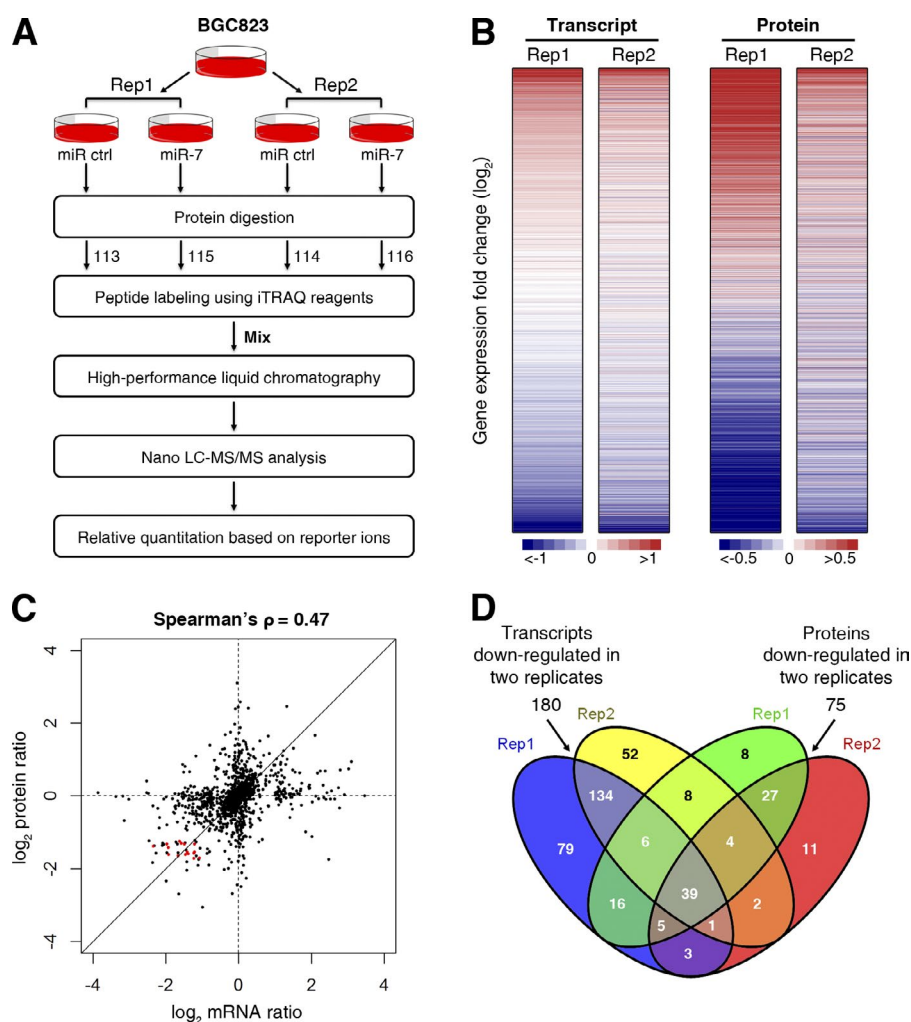 A
BGC823
Rep1
Rep2
miR ctrl
miR-7
miR ctrl
miR-7
Protein digestion
113
115
114
116
Peptide labeling using iTRAQ reagents
Mix
High-performance liquid chromatography
Nano LC-MS/MS analysis
Relative quantitation based on reporter ions
B
Transcript
Protein
Rep1
Rep2
Rep1
Rep2
Gene expression fold change (log2)
<-1
0
>1
<-0.5
0
>0.5
C
Spearman's ρ = 0.47
4
2
0
-2
-4
log2 protein ratio
-4
-2
0
2
4
log2 mRNA ratio
D
Transcripts
down-regulated in
two replicates
180
Proteins
down-regulated in
two replicates
75
Rep1
Rep2
Rep1
Rep2
52
8
134
8
27
79
6
4
11
16
39
2
5
1
3